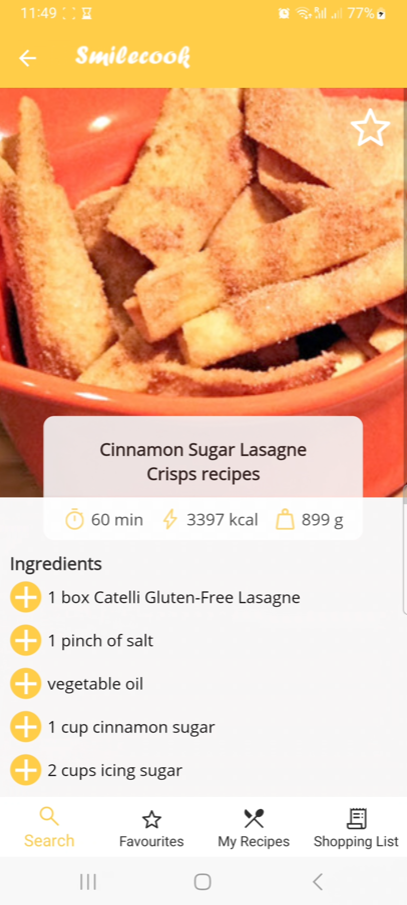 11:49 77%
Smilecook
Cinnamon Sugar Lasagne
Crisps recipes
60 min 3397 kcal 899 g
Ingredients
1 box Catelli Gluten-Free Lasagne
1 pinch of salt
vegetable oil
1 cup cinnamon sugar
2 cups icing sugar
Search Favourites My Recipes Shopping List